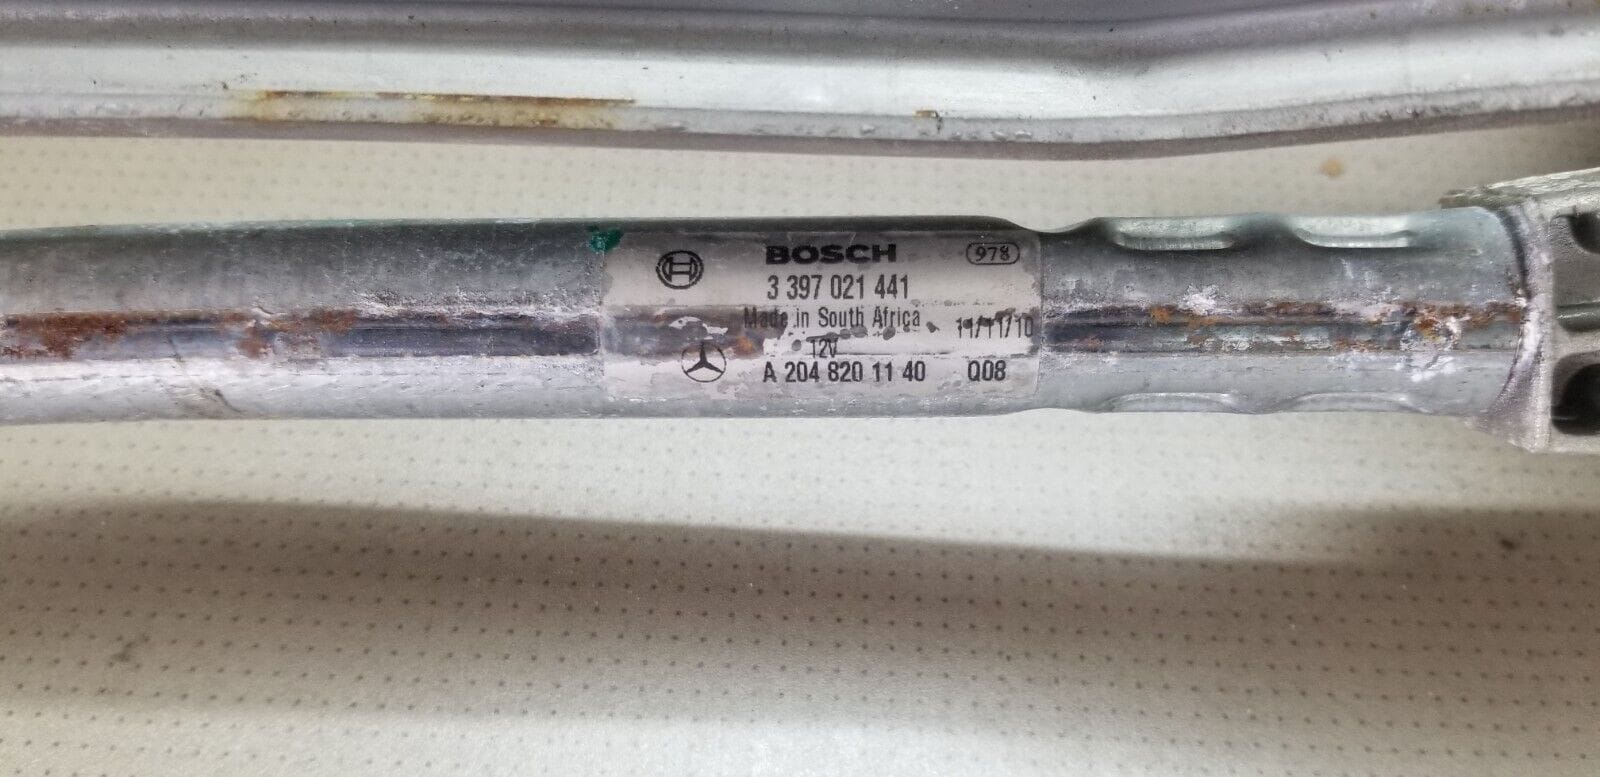 BOSCH 978
3 397 021 441
Made in South Africa 11/11/10
12V
A 204 820 11 40 Q08